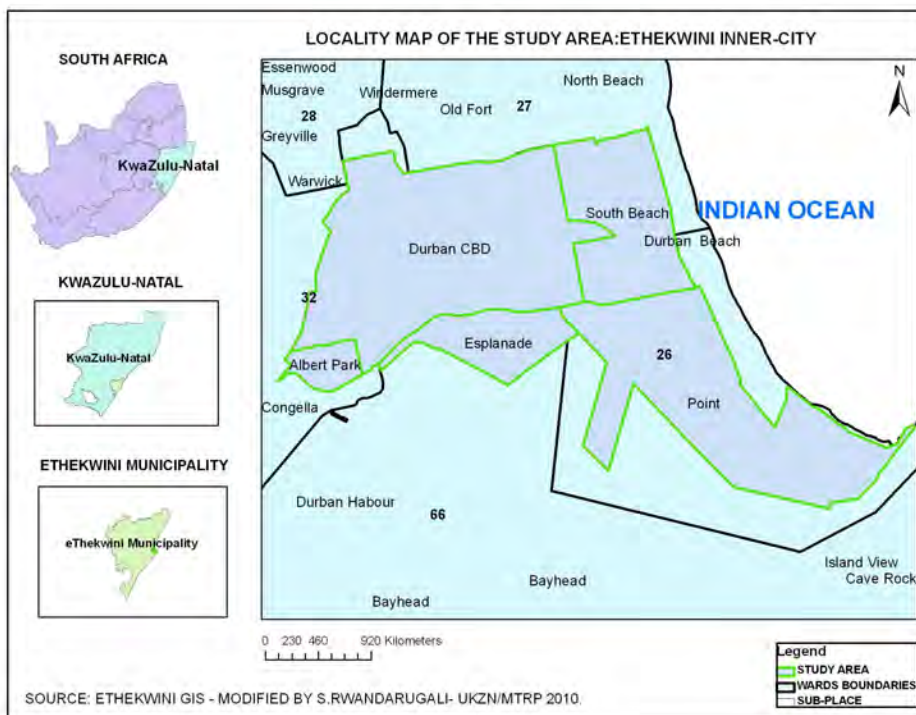 LOCALITY MAP OF THE STUDY AREA:ETHEKWINI INNER-CITY
SOUTH AFRICA
KwaZulu-Natal
KWAZULU-NATAL
KwaZulu-Natal
ETHEKWINI MUNICIPALITY
eThekwini Municipality
N
Essenwood
North Beach
Musgrave
Windermere
28
Old Fort
27
Greyville
Warwick
South Beach
INDIAN OCEAN
Durban CBD
Durban Beach
32
Esplanade
26
Albert Park
Point
Congella
Durban Habour
66
Island View
Bayhead
Cave Rock
Bayhead
0 230 460 920 Kilometers
Legend
STUDY AREA
WARDS BOUNDARIES
SUB-PLACE
SOURCE: ETHEKWINI GIS - MODIFIED BY S.RWANDARUGALI- UKZN/MTRP 2010.